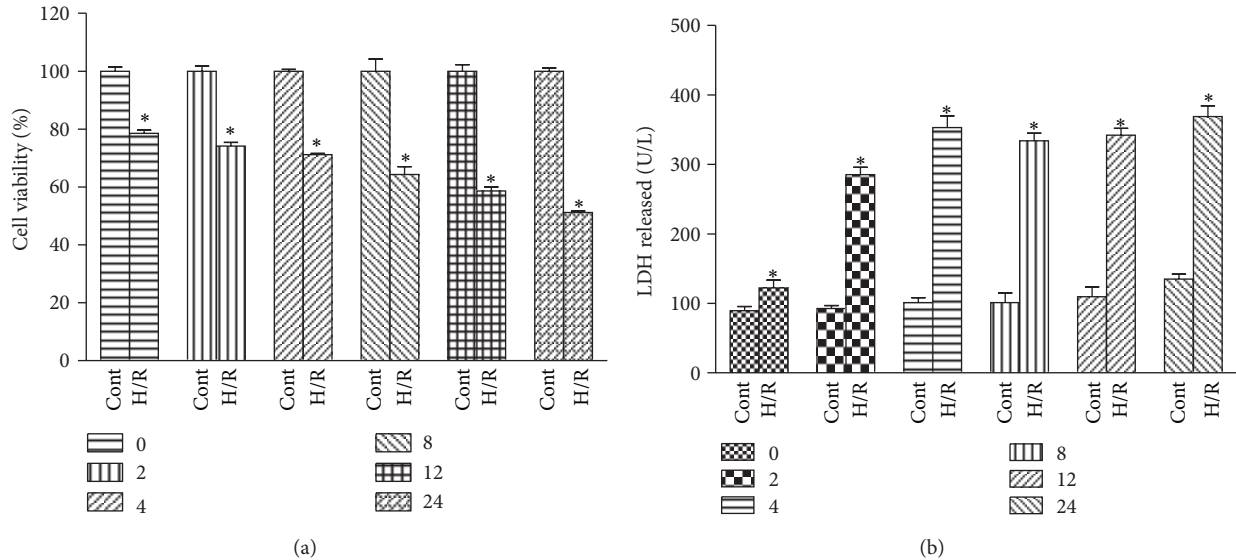 120
100
80
60
40
20
0
Cell viability (%)
* * * * * *
Cont H/R Cont H/R Cont H/R Cont H/R Cont H/R Cont H/R
0 8
2 12
4 24
(a)
500
400
300
200
100
0
LDH released (U/L)
* * * * * *
Cont H/R Cont H/R Cont H/R Cont H/R Cont H/R Cont H/R
0 8
2 12
4 24
(b)